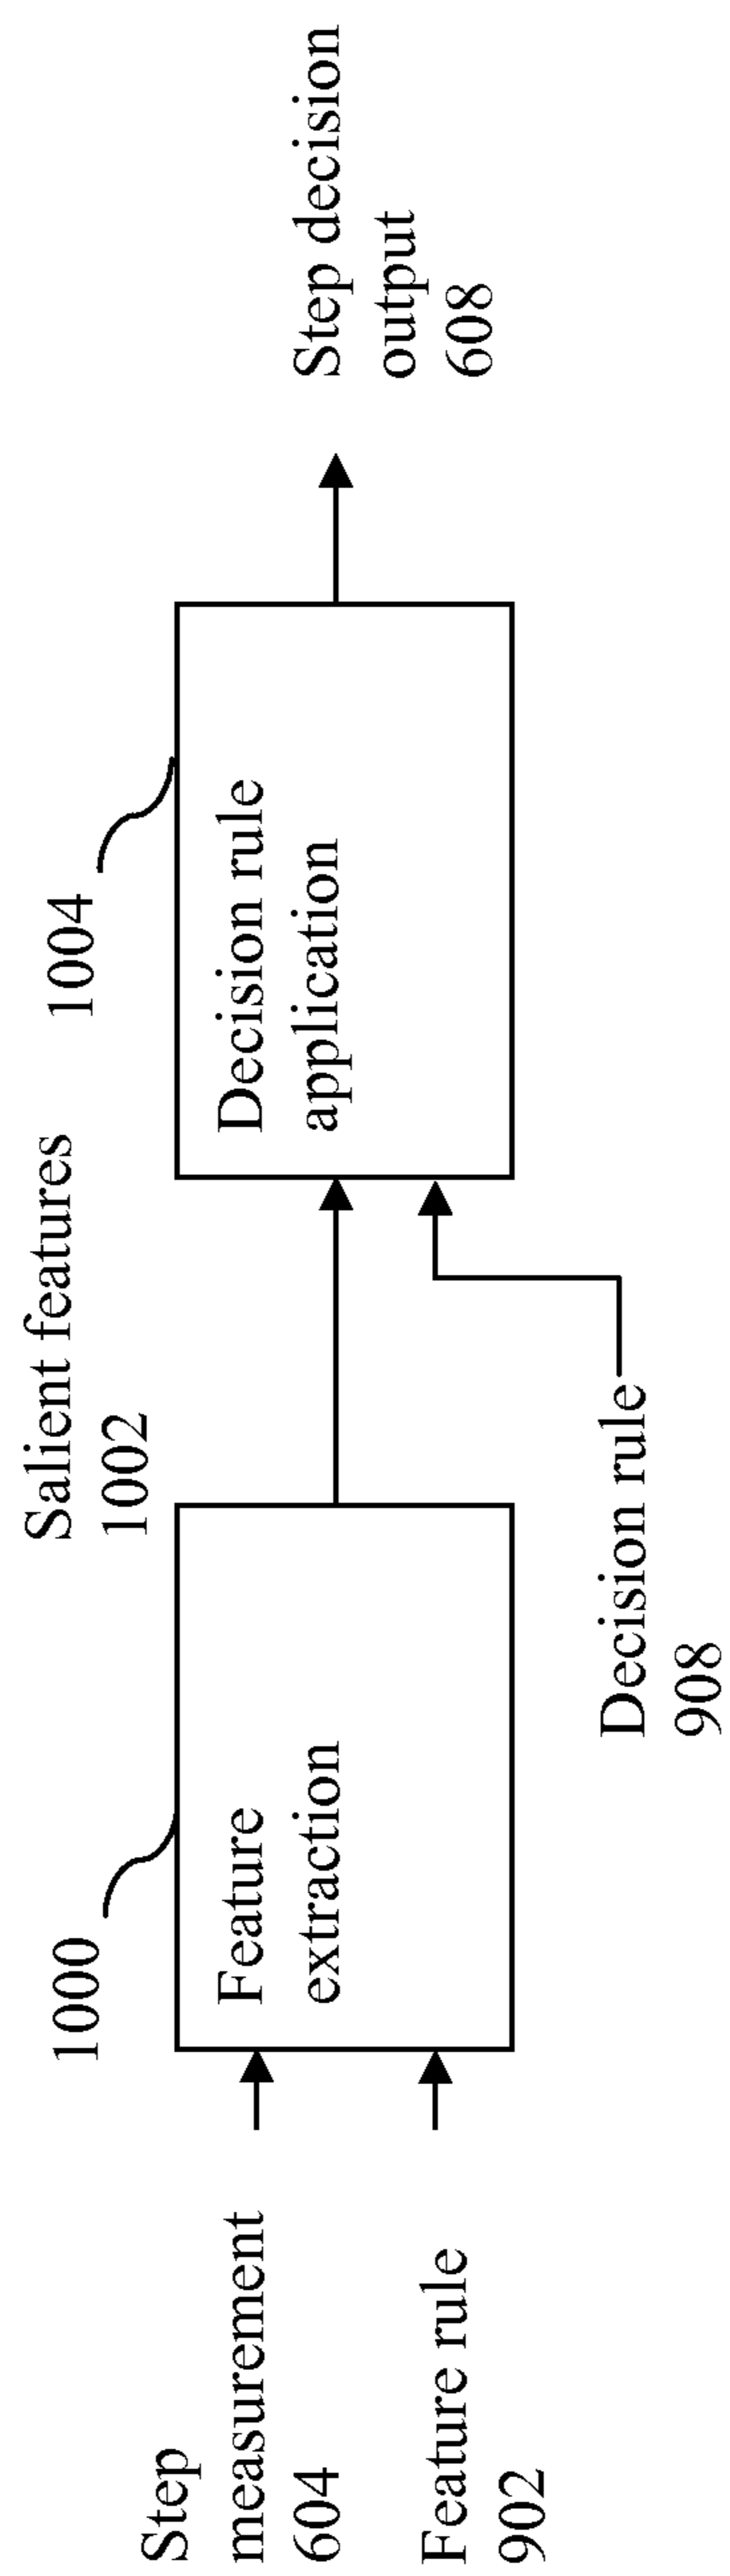 Step
measurement
604
Feature rule
902
1000
Feature
extraction
Salient features
1002
Decision rule
908
1004
Decision rule
application
Step decision
output
608